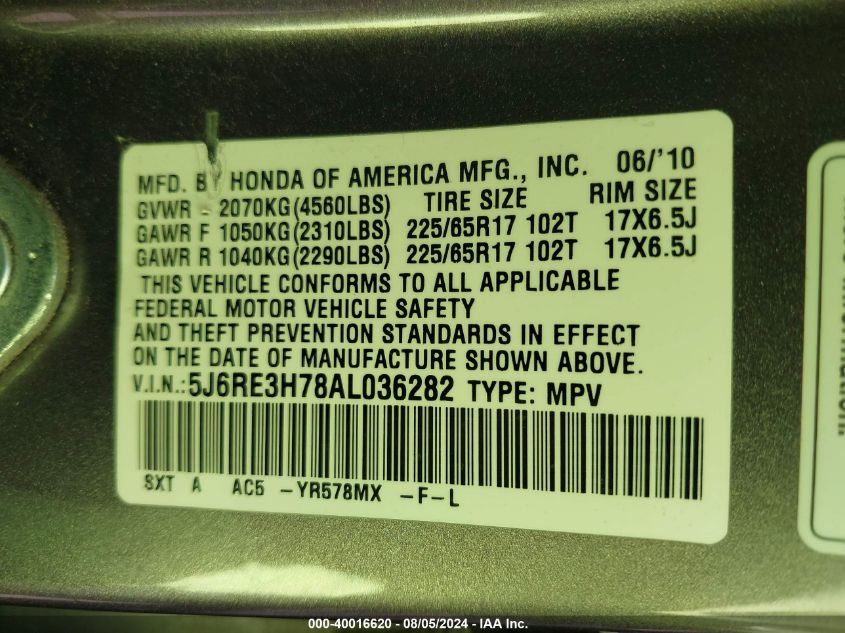 MFD. BY HONDA OF AMERICA MFG., INC. 06/'10
GVWR - 2070KG(4560LBS) TIRE SIZE RIM SIZE
GAWR F 1050KG(2310LBS) 225/65R17 102T 17X6.5J
GAWR R 1040KG(2290LBS) 225/65R17 102T 17X6.5J
THIS VEHICLE CONFORMS TO ALL APPLICABLE
FEDERAL MOTOR VEHICLE SAFETY
AND THEFT PREVENTION STANDARDS IN EFFECT
ON THE DATE OF MANUFACTURE SHOWN ABOVE.
V.I.N.:5J6RE3H78AL036282 TYPE: MPV
SXT A AC5 -YR578MX -F-L
information.
000-40016620 - 08/05/2024 - IAA Inc.